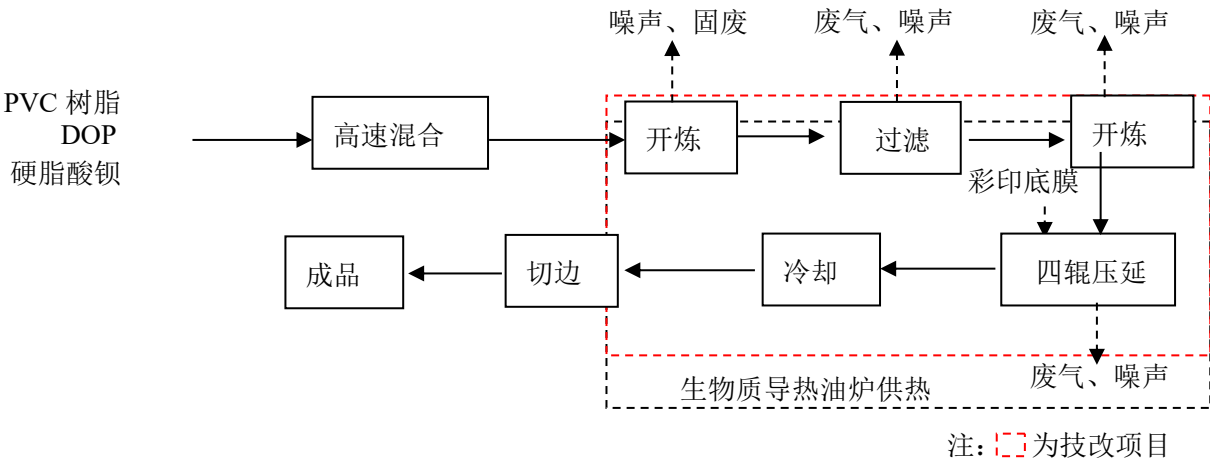 噪声、固废
废气、噪声
废气、噪声
PVC 树脂
DOP
硬脂酸钡
高速混合
开炼
过滤
开炼
彩印底膜
成品
切边
冷却
四辊压延
生物质导热油炉供热
废气、噪声
注：为技改项目